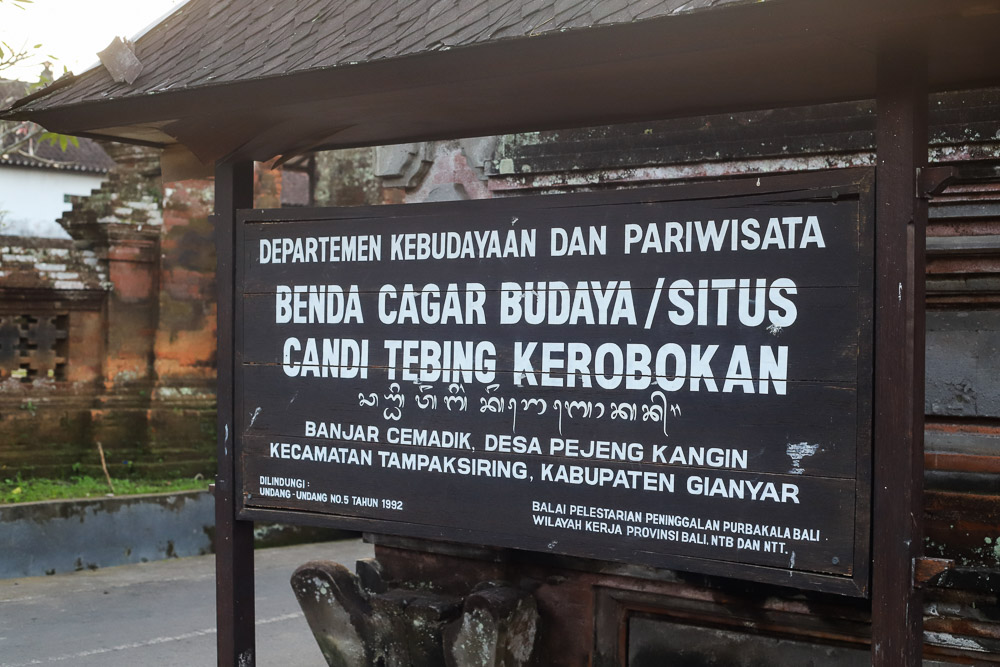 DEPARTEMEN KEBUDAYAAN DAN PARIWISATA
BENDA CAGAR BUDAYA/SITUS
CANDI TEBING KEROBOKAN
BANJAR CEMADIK, DESA PEJENG KANGIN
KECAMATAN TAMPAKSIRING, KABUPATEN GIANYAR
DILINDUNGI :
UNDANG-UNDANG NO.5 TAHUN 1992
BALAI PELESTARIAN PENINGGALAN PURBAKALA BALI.
WILAYAH KERJA PROVINSI BALI. NTB DAN NTT.